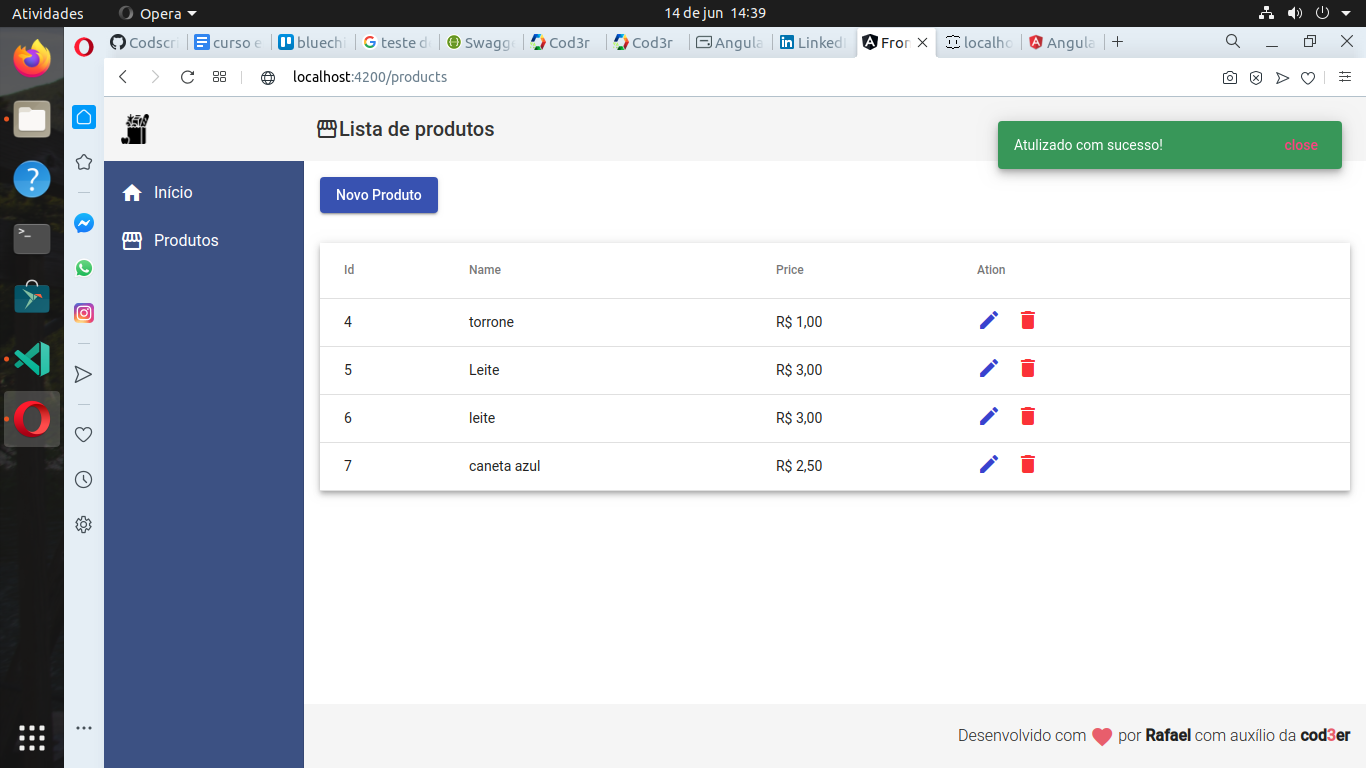 Atividades
Opera
14 de jun 14:39
Codscr
curso e
bluechi
teste d
Swagg
Cod3r
Cod3r
Angula
LinkedI
Fron
localho
Angula
localhost:4200/products
Lista de produtos
Atulizado com sucesso!
close
Início
Produtos
Novo Produto
Id Name Price Ation
4 torrone R$ 1,00
5 Leite R$ 3,00
6 leite R$ 3,00
7 caneta azul R$ 2,50
Desenvolvido com por Rafael com auxílio da cod3er